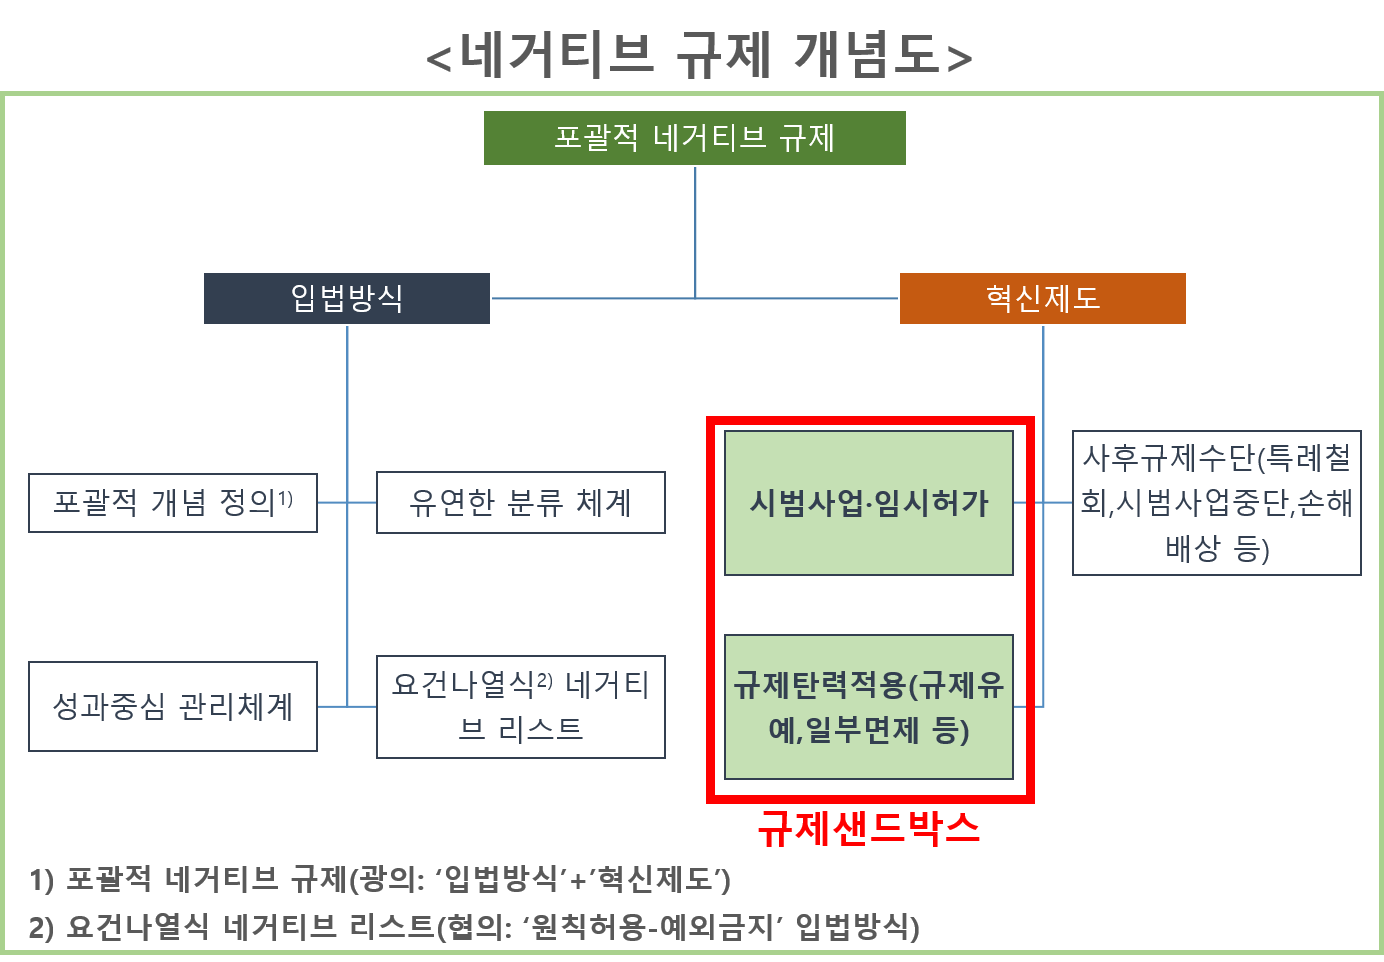 <네거티브 규제 개념도>
포괄적 네거티브 규제
입법방식
혁신제도
포괄적 개념 정의1)
유연한 분류 체계
성과중심 관리체계
요건나열식2) 네거티
브 리스트
시범사업·임시허가
사후규제수단(특례철
회,시범사업중단,손해
배상 등)
규제탄력적용(규제유
예,일부면제 등)
규제샌드박스
1) 포괄적 네거티브 규제(광의: ‘입법방식’+’혁신제도’)
2) 요건나열식 네거티브 리스트(협의: ‘원칙허용-예외금지’ 입법방식)